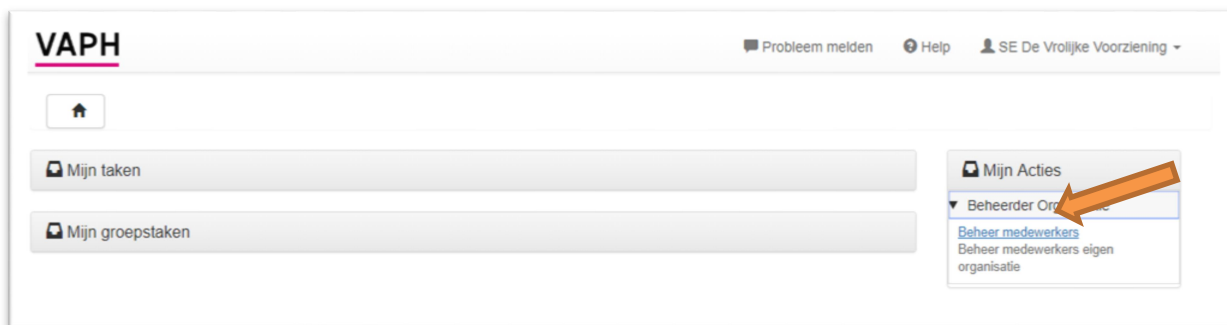 VAPH
Probleem melden Help SE De Vrolijke Voorziening
Mijn taken
Mijn groepstaken
Mijn Acties
Beheerder
Beheer medewerkers
Beheer medewerkers eigen
organisatie